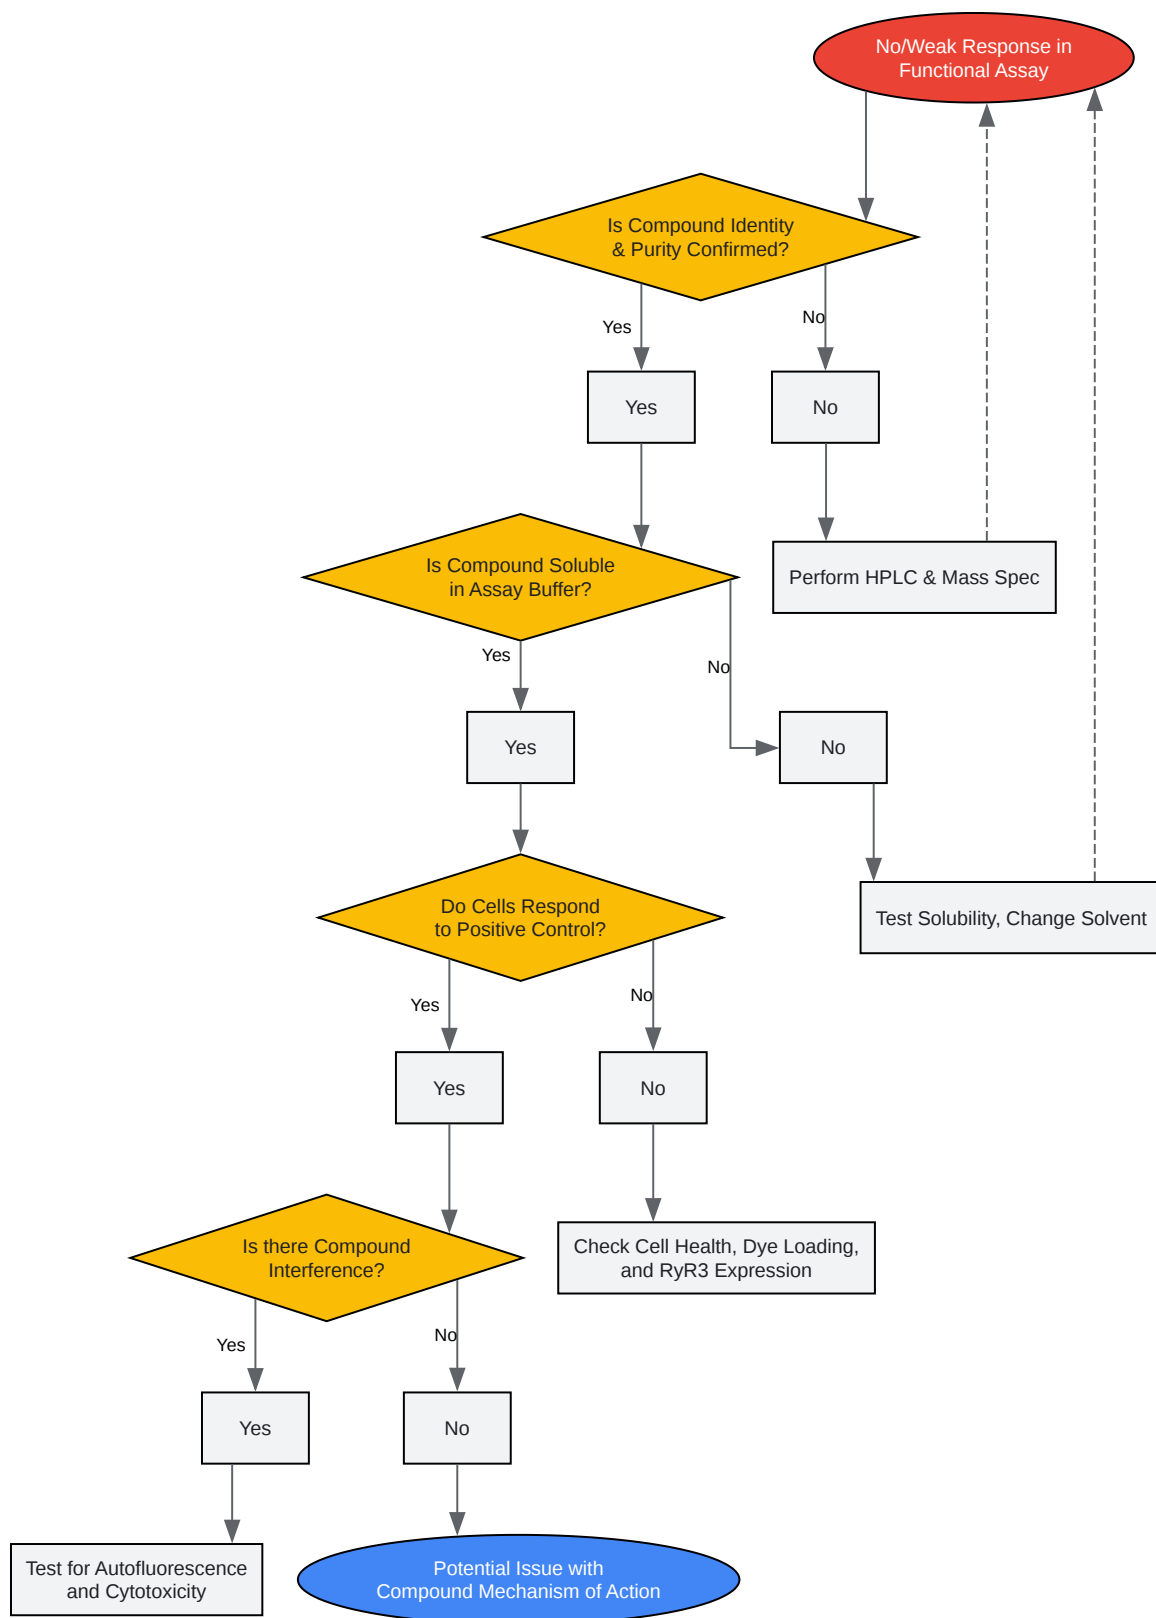 No/Weak Response in
Functional Assay
Is Compound Identity
& Purity Confirmed?
Yes
No
Yes
No
Is Compound Soluble
in Assay Buffer?
Perform HPLC & Mass Spec
Yes
No
Yes
No
Do Cells Respond
to Positive Control?
Test Solubility, Change Solvent
Yes
No
Yes
No
Is there Compound
Interference?
Check Cell Health, Dye Loading,
and RyR3 Expression
Yes
No
Yes
No
Test for Autofluorescence
and Cytotoxicity
Potential Issue with
Compound Mechanism of Action